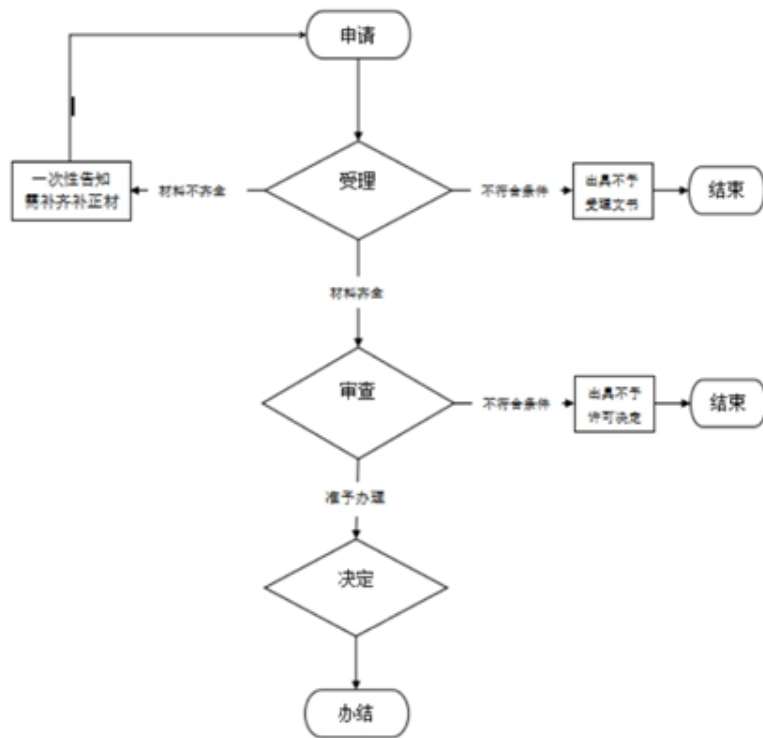 申请
一次性告知
需补齐补正材
材料不齐全
受理
不符合条件
出具不予
受理文书
结束
材料齐全
审查
不符合条件
出具不予
许可决定
结束
准予办理
决定
办结